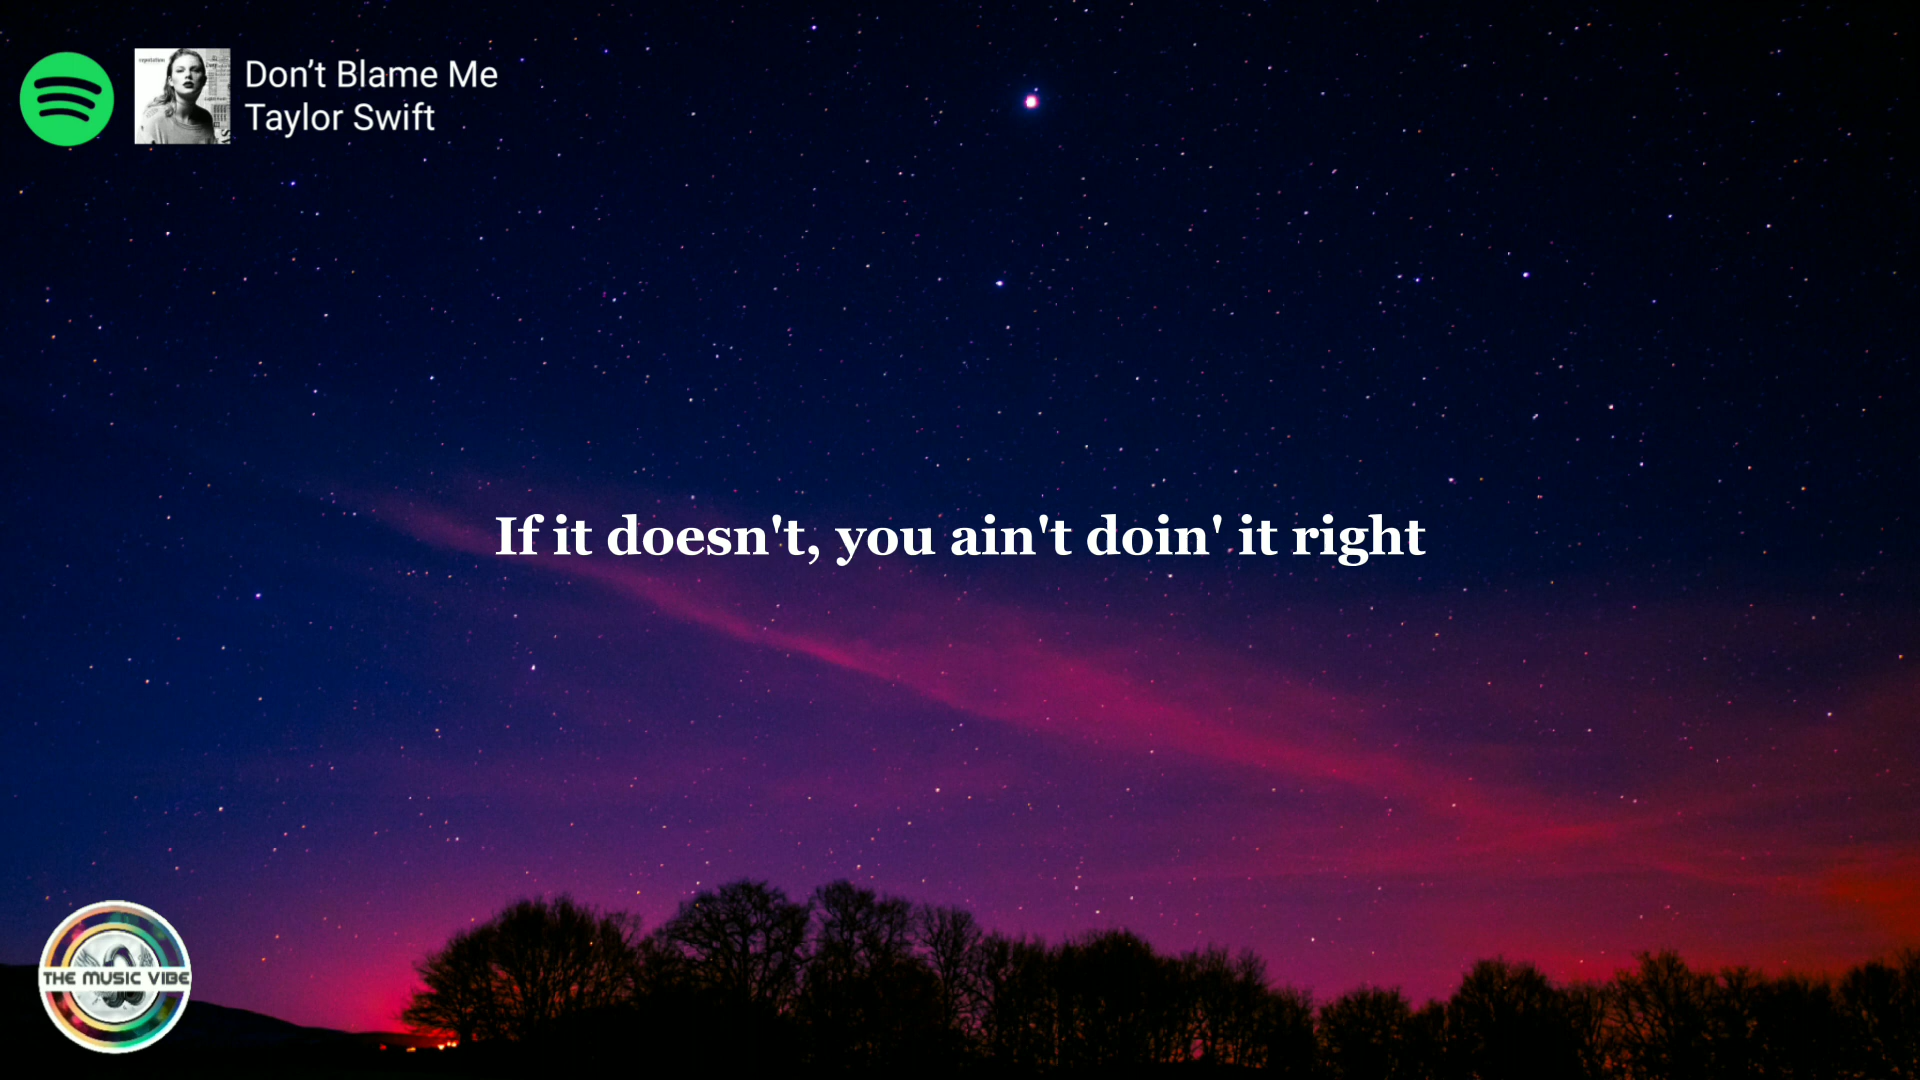 Don’t Blame Me
Taylor Swift
If it doesn't, you ain't doin' it right
THE MUSIC VIBE